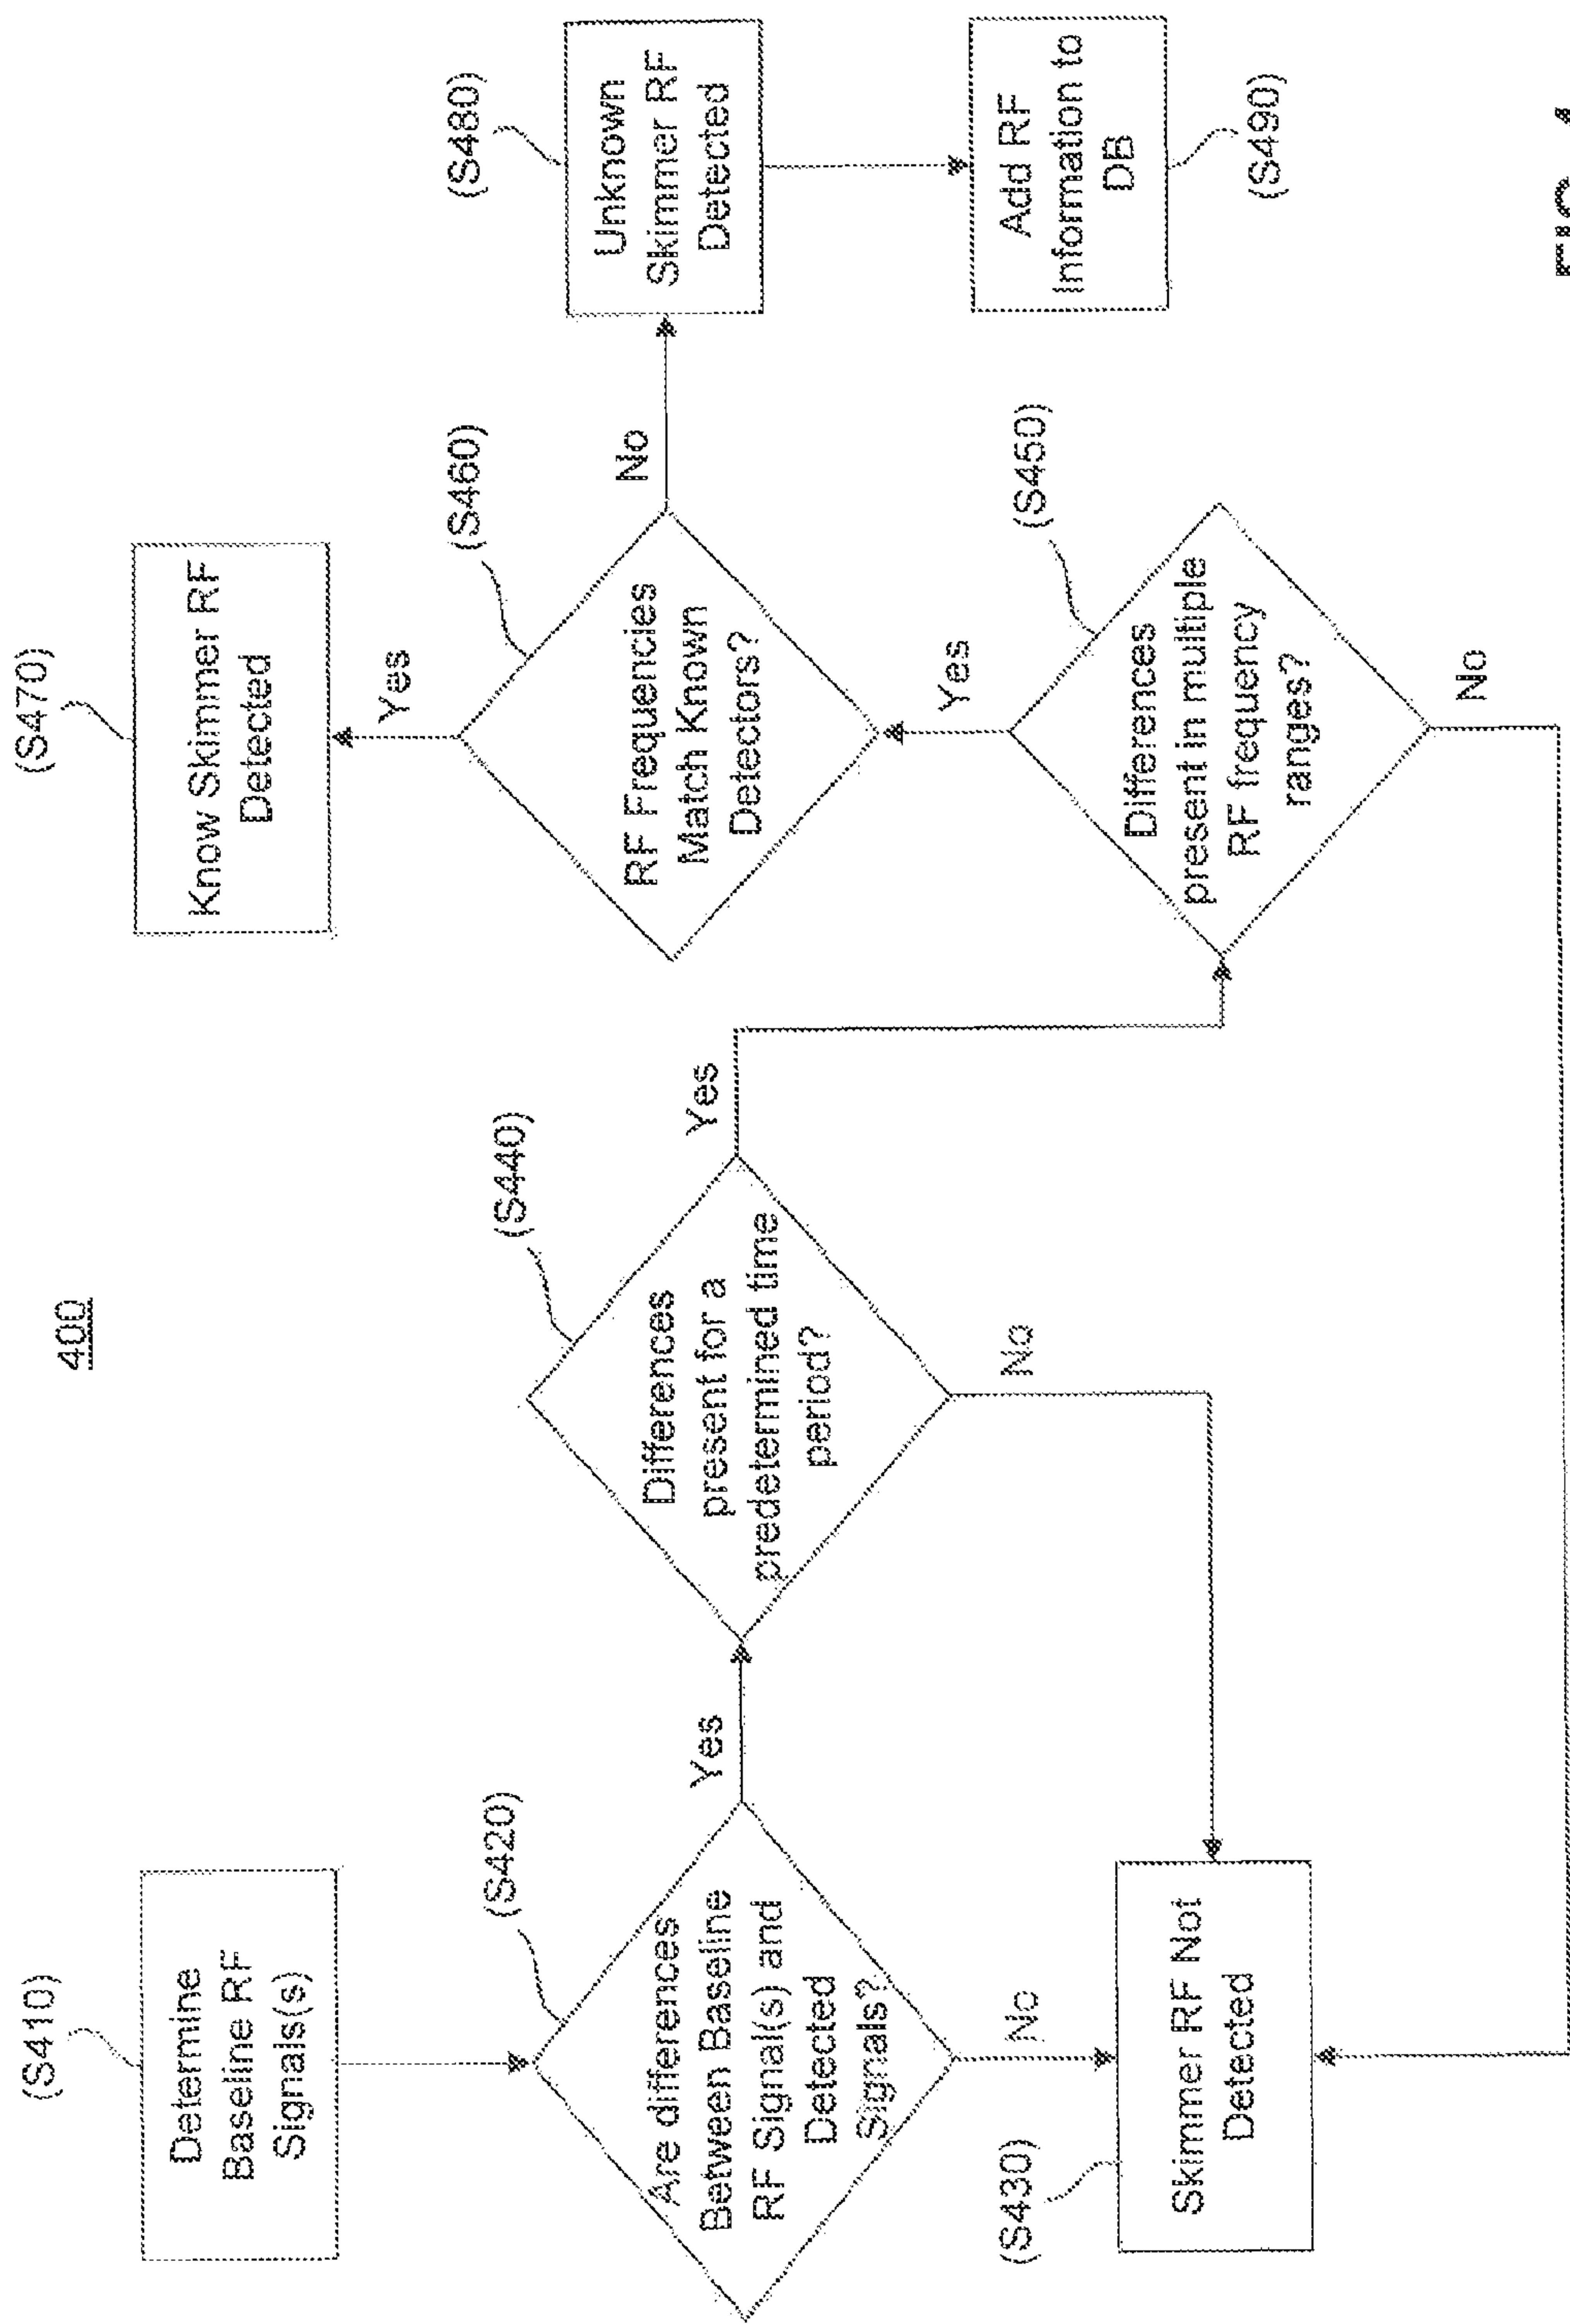 400
(S410)
Determine
Baseline RF
Signals(s)
(S420)
Are differences
Between Baseline
RF Signal(s) and
Detected
Signals?
Yes
No
(S430)
Skimmer RF Not
Detected
(S440)
Differences
present for a
predetermined time
period?
Yes
No
(S450)
Differences
present in multiple
RF frequency
ranges?
Yes
No
(S460)
RF Frequencies
Match Known
Detectors?
Yes
No
(S470)
Know Skimmer RF
Detected
(S480)
Unknown
Skimmer RF
Detected
(S490)
Add RF
Information to
DB